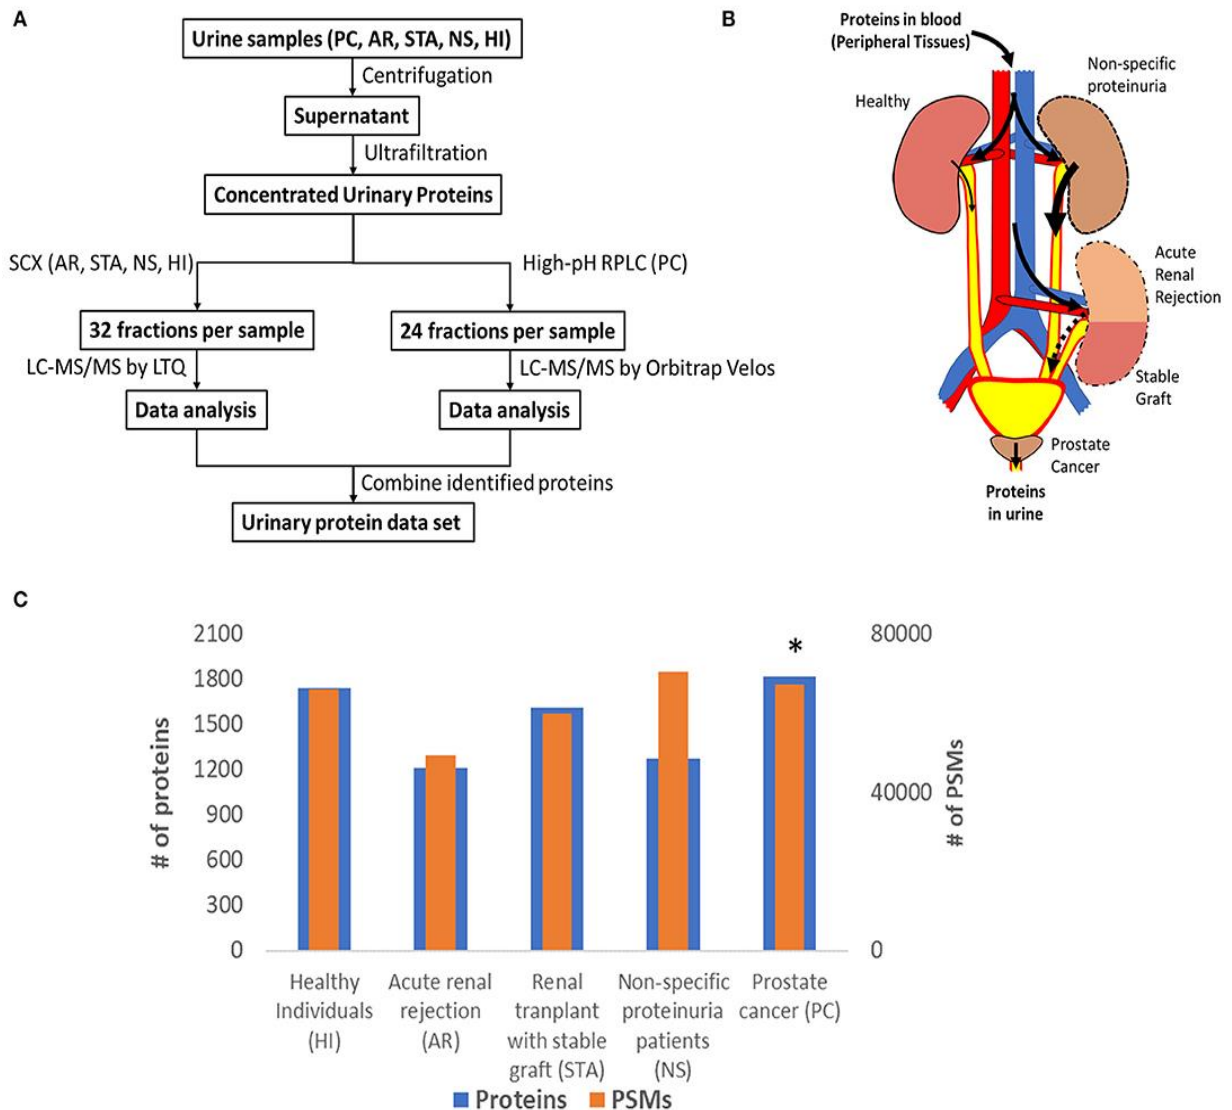 A
Urine samples (PC, AR, STA, NS, HI)
Centrifugation
Supernatant
Ultrafiltration
Concentrated Urinary Proteins
SCX (AR, STA, NS, HI)
High-pH RPLC (PC)
32 fractions per sample
24 fractions per sample
LC-MS/MS by LTQ
LC-MS/MS by Orbitrap Velos
Data analysis
Data analysis
Combine identified proteins
Urinary protein data set
B
Proteins in blood
(Peripheral Tissues)
Non-specific
proteinuria
Healthy
Acute
Renal
Rejection
Stable
Graft
Prostate
Cancer
Proteins
in urine
C
# of proteins
2100
1800
1500
1200
900
600
300
0
*
80000
40000
0
# of PSMs
Healthy
Individuals
(HI)
Acute renal
rejection
(AR)
Renal
tranplant
with stable
graft (STA)
Non-specific
proteinuria
patients
(NS)
Prostate
cancer (PC)
Proteins
PSMs